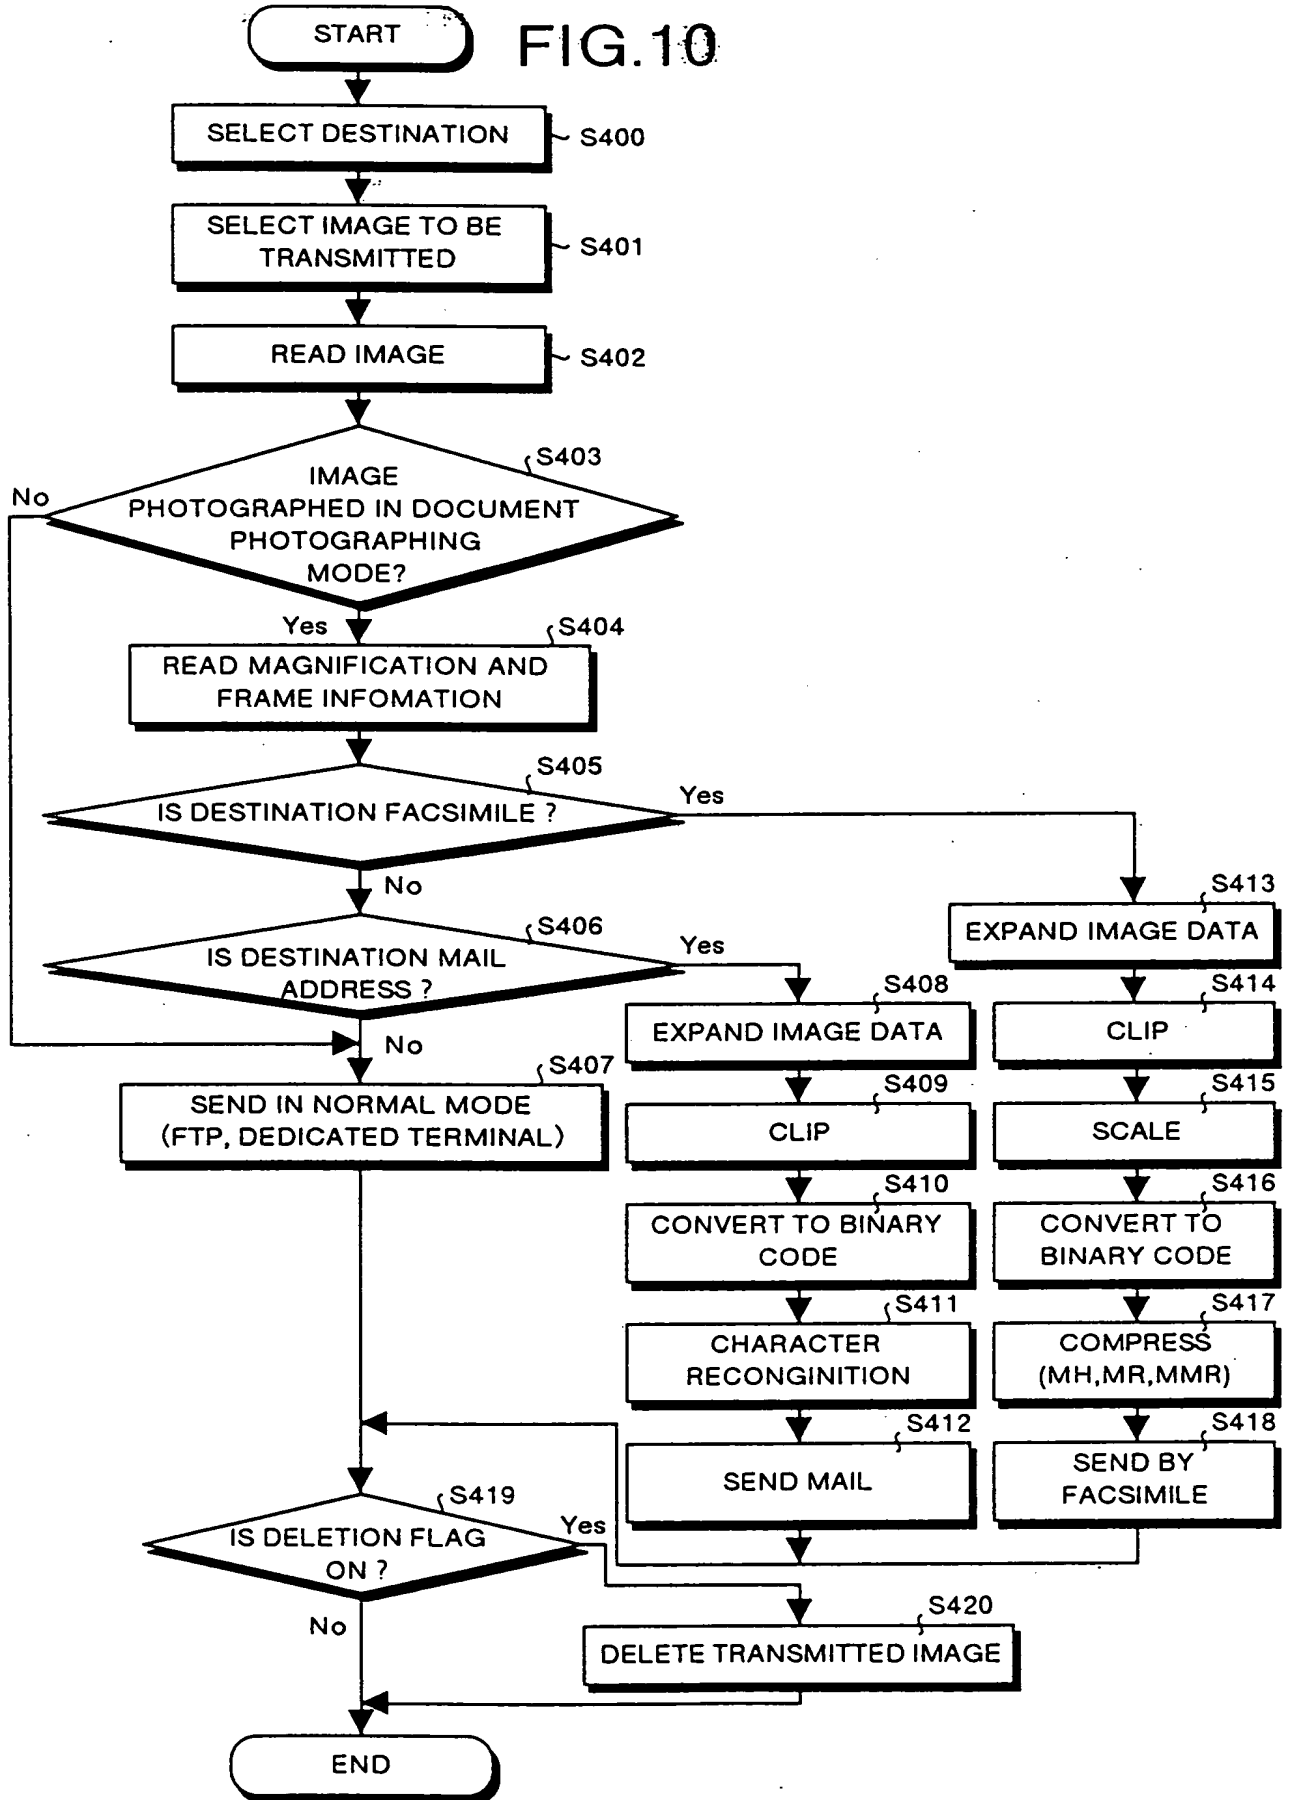 START
FIG.10
SELECT DESTINATION
S400
SELECT IMAGE TO BE
TRANSMITTED
S401
READ IMAGE
S402
S403
IMAGE
PHOTOGRAPHED IN DOCUMENT
PHOTOGRAPHING
MODE?
No
Yes
S404
READ MAGNIFICATION AND
FRAME INFOMATION
S405
IS DESTINATION FACSIMILE ?
Yes
No
S406
IS DESTINATION MAIL
ADDRESS ?
Yes
No
S407
SEND IN NORMAL MODE
(FTP, DEDICATED TERMINAL)
S408
EXPAND IMAGE DATA
S409
CLIP
S410
CONVERT TO BINARY
CODE
S411
CHARACTER
RECONGINITION
S412
SEND MAIL
S413
EXPAND IMAGE DATA
S414
CLIP
S415
SCALE
S416
CONVERT TO
BINARY CODE
S417
COMPRESS
(MH,MR,MMR)
S418
SEND BY
FACSIMILE
S419
IS DELETION FLAG
ON ?
Yes
No
S420
DELETE TRANSMITTED IMAGE
END